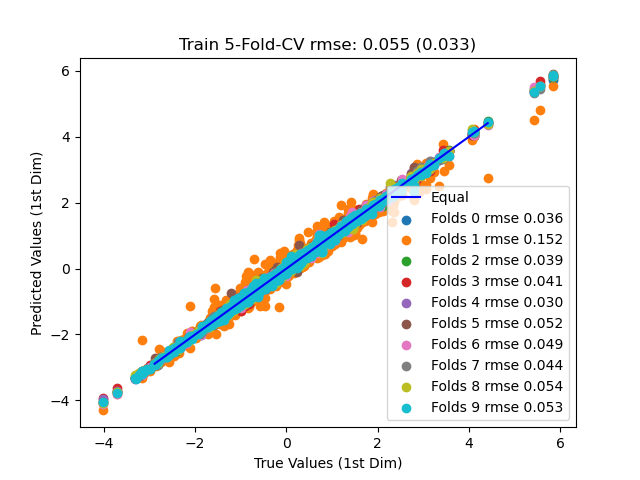 Train 5-Fold-CV rmse: 0.055 (0.033)
Predicted Values (1st Dim)
6
4
2
0
−2
−4
Equal
Folds 0 rmse 0.036
Folds 1 rmse 0.152
Folds 2 rmse 0.039
Folds 3 rmse 0.041
Folds 4 rmse 0.030
Folds 5 rmse 0.052
Folds 6 rmse 0.049
Folds 7 rmse 0.044
Folds 8 rmse 0.054
Folds 9 rmse 0.053
−4 −2 0 2 4 6
True Values (1st Dim)